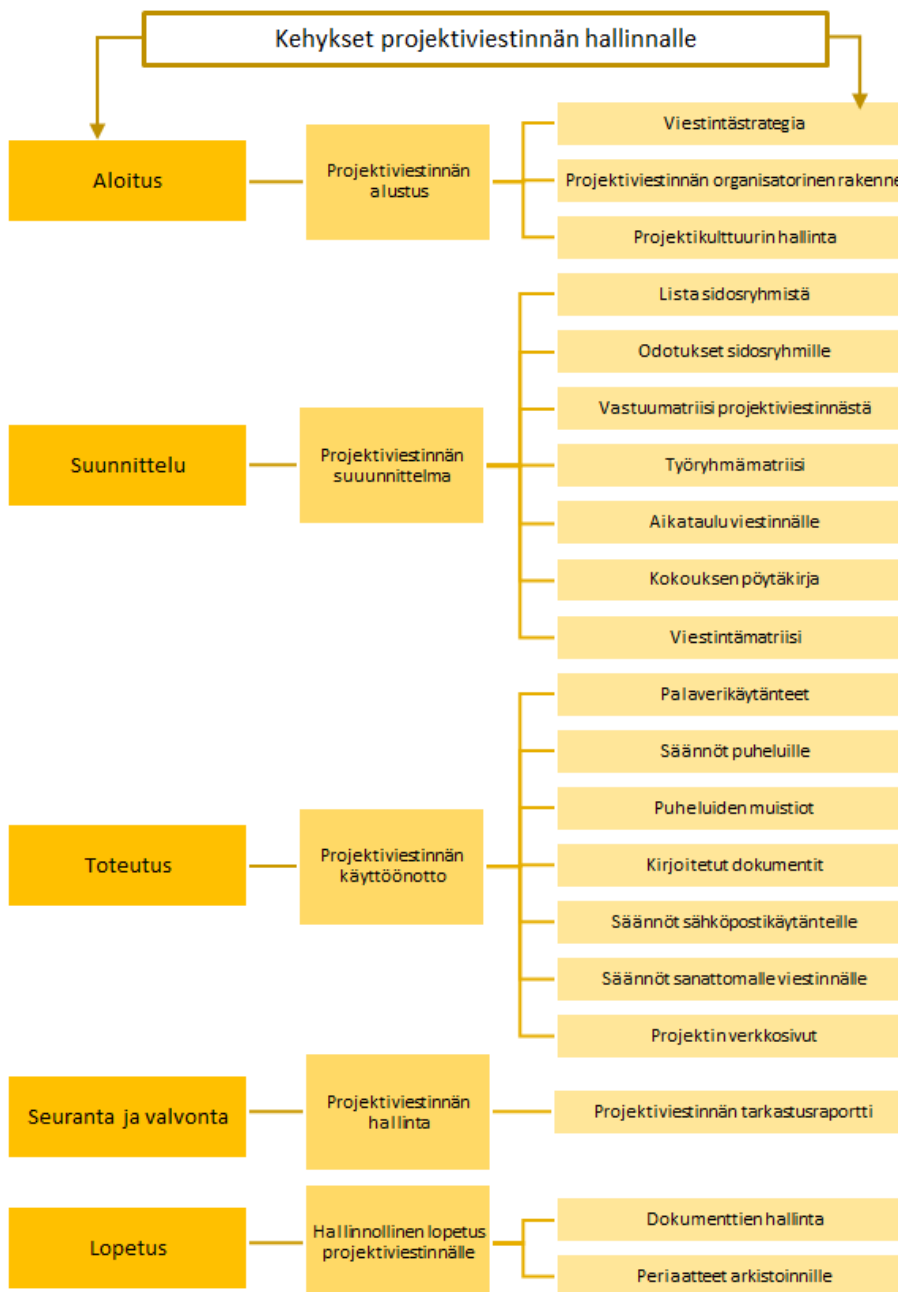 Kehykset projektiviestinnän hallinnalle
Aloitus
Projektiviestinnän
alustus
Viestintästrategia
Projektiviestinnän organisatorinen rakenne
Projektikulttuurin hallinta
Suunnittelu
Projektiviestinnän
suuunnittelma
Lista sidosryhmistä
Odotukset sidosryhmille
Vastuumatriisi projektiviestinnästä
Työryhmämatriisi
Aikataulu viestinnälle
Kokouksen pöytäkirja
Viestintämatriisi
Toteutus
Projektiviestinnän
käyttöönotto
Palaverikäytänteet
Säännöt puheluille
Puheluiden muistiot
Kirjoitetut dokumentit
Säännöt sähköpostikäytänteille
Säännöt sanattomalle viestinnälle
Projektin verkkosivut
Seuranta ja valvonta
Projektiviestinnän
hallinta
Projektiviestinnän tarkastusraportti
Lopetus
Hallinnollinen lopetus
projektiviestinnälle
Dokumenttien hallinta
Periaatteet arkistoinnille